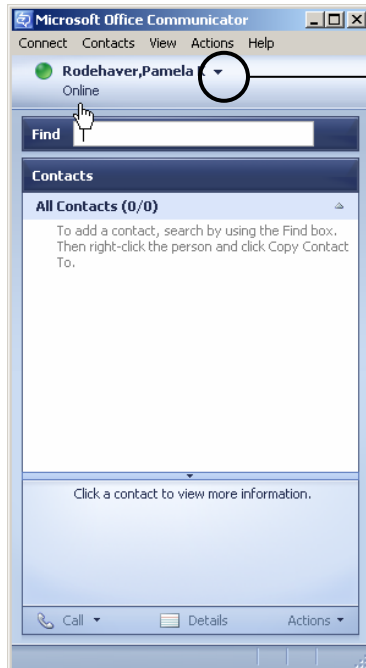 Microsoft Office Communicator
Connect Contacts View Actions Help
Rodehaver,Pamela
Online
Find
Contacts
All Contacts (0/0)
To add a contact, search by using the Find box.
Then right-click the person and click Copy Contact
To.
Click a contact to view more information.
Call Details Actions